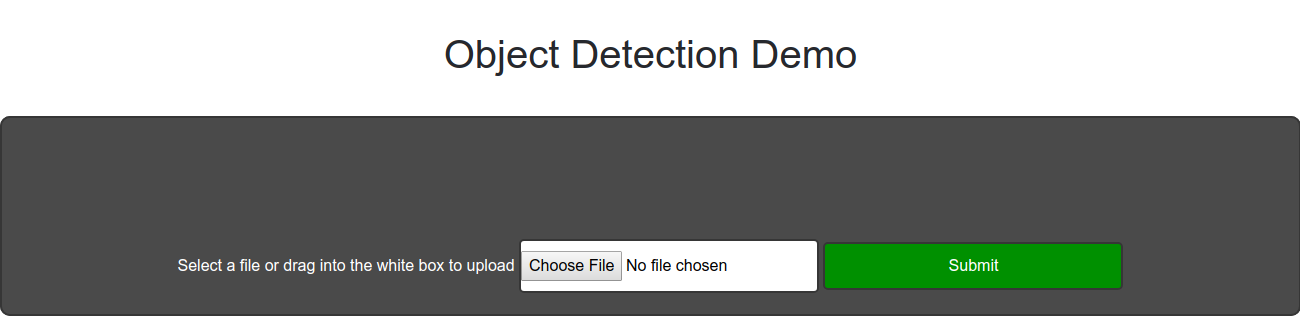 Object Detection Demo
Select a file or drag into the white box to upload Choose File No file chosen Submit